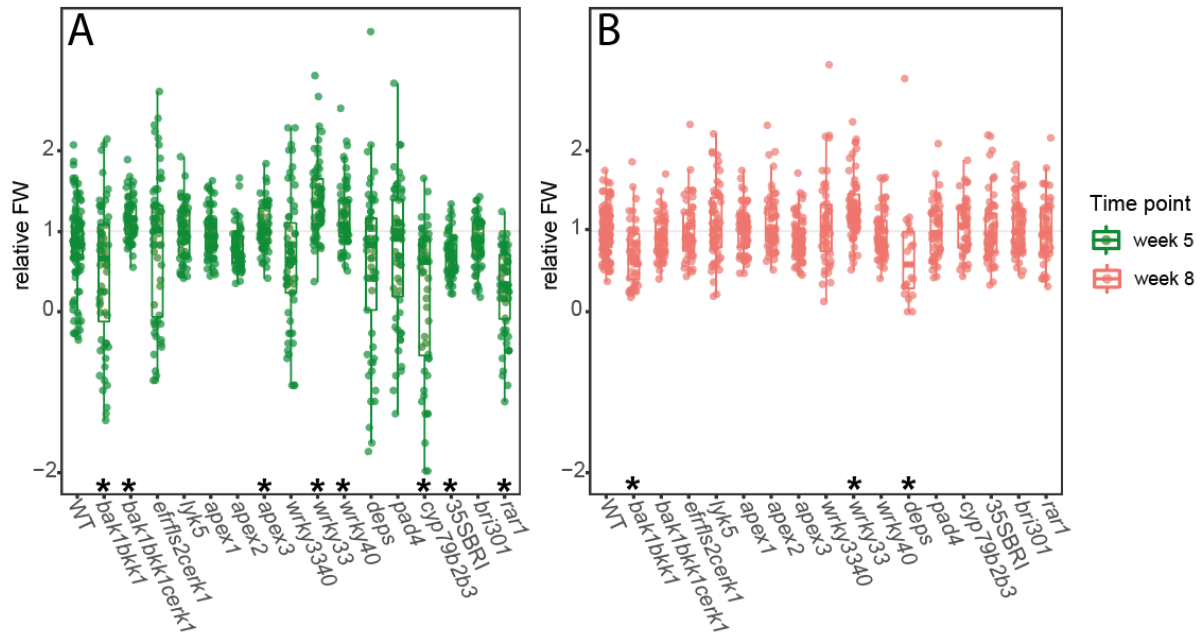 A
relative FW
2
1
0
−2
* * * * * * * *
WT
bak1bkk1
bak1bkk1cerk1
efrfls2cerk1
lyk5
apex1
apex2
apex3
wrky3340
wrky33
wrky40
deps
pad4
cyp79b2b3
35SBRI
bri301
rar1
B
relative FW
2
1
0
−2
* * *
WT
bak1bkk1
bak1bkk1cerk1
efrfls2cerk1
lyk5
apex1
apex2
apex3
wrky3340
wrky33
wrky40
deps
pad4
cyp79b2b3
35SBRI
bri301
rar1
Time point
week 5
week 8